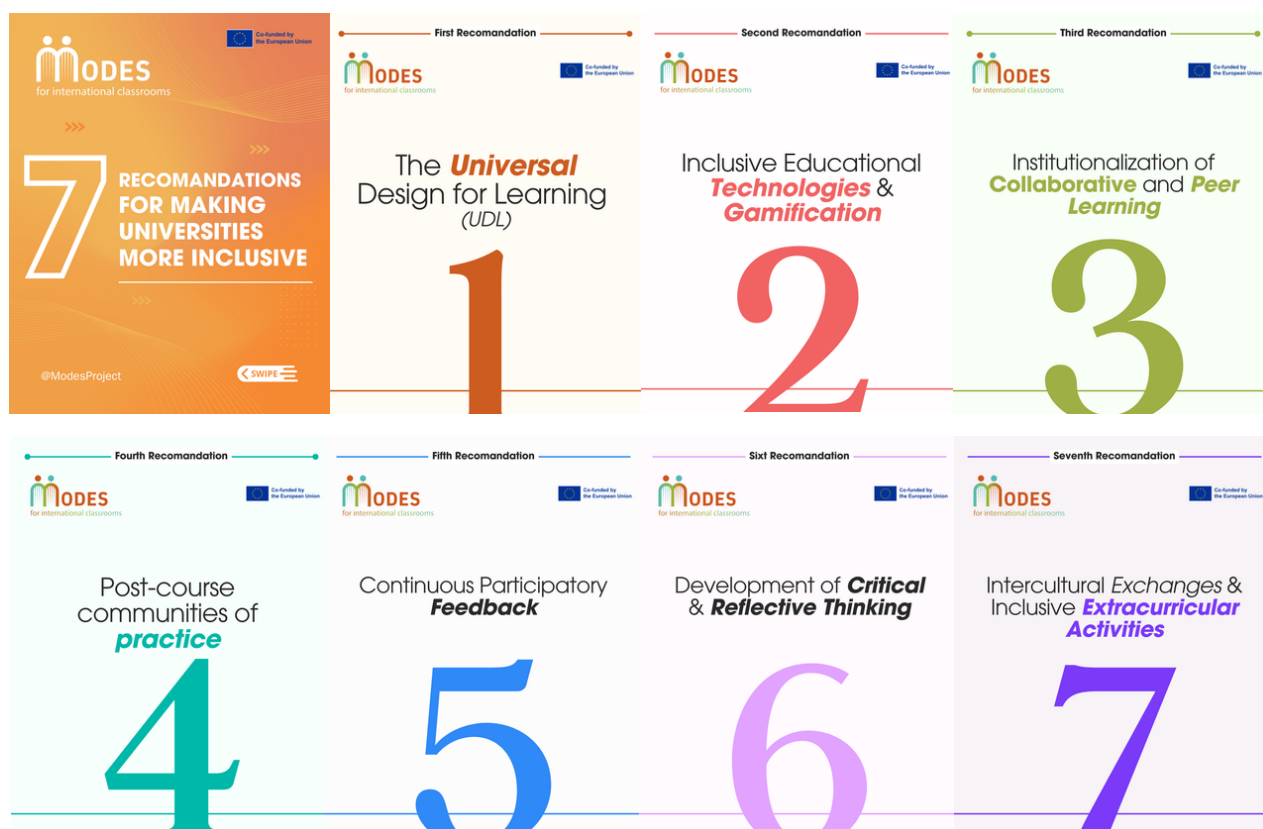 MODES
for international classrooms
Co-funded by
the European Union
7
RECOMANDATIONS
FOR MAKING
UNIVERSITIES
MORE INCLUSIVE
@ModesProject
SWIPE
First Recomandation
MODES
for international classrooms
Co-funded by
the European Union
The Universal
Design for Learning
(UDL)
1
Second Recomandation
MODES
for international classrooms
Co-funded by
the European Union
Inclusive Educational
Technologies &
Gamification
2
Third Recomandation
MODES
for international classrooms
Co-funded by
the European Union
Institutionalization of
Collaborative and Peer
Learning
3
Fourth Recomandation
MODES
for international classrooms
Co-funded by
the European Union
Post-course
communities of
practice
4
Fifth Recomandation
MODES
for international classrooms
Co-funded by
the European Union
Continuous Participatory
Feedback
5
Sixt Recomandation
MODES
for international classrooms
Co-funded by
the European Union
Development of Critical
& Reflective Thinking
6
Seventh Recomandation
MODES
for international classrooms
Co-funded by
the European Union
Intercultural Exchanges &
Inclusive Extracurricular
Activities
7